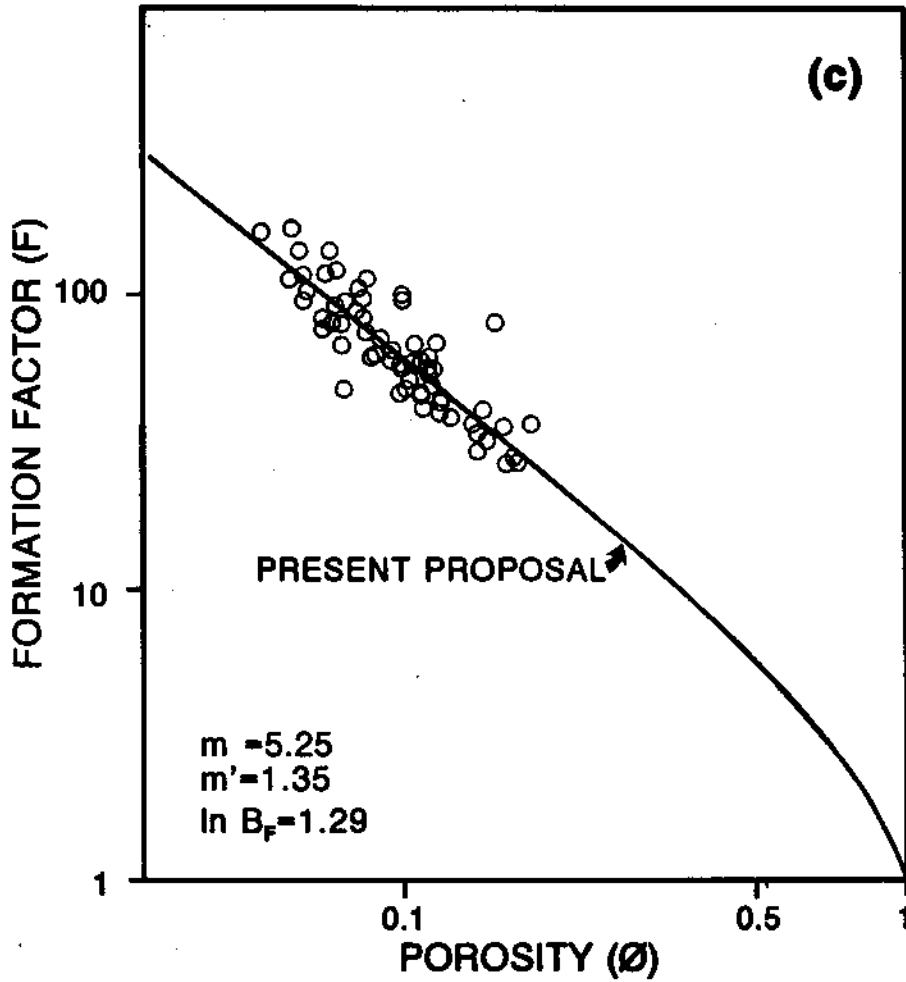 (c)
FORMATION FACTOR (F)
100
10
1
PRESENT PROPOSAL
m =5.25
m'=1.35
ln B_F=1.29
0.1
0.5
1
POROSITY (Ø)